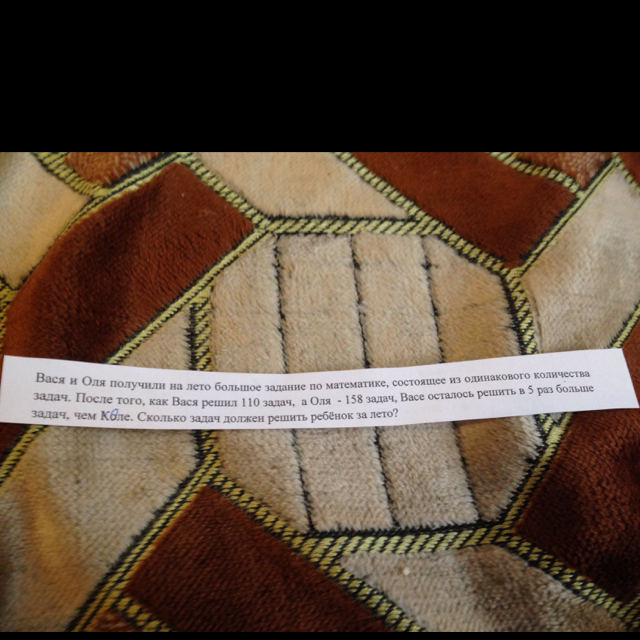 Вася и Оля получили на лето большое задание по математике, состоящее из одинакового количества
задач. После того, как Вася решил 110 задач, а Оля - 158 задач, Васе осталось решить в 5 раз больше
задач, чем Коле. Сколько задач должен решить ребёнок за лето?